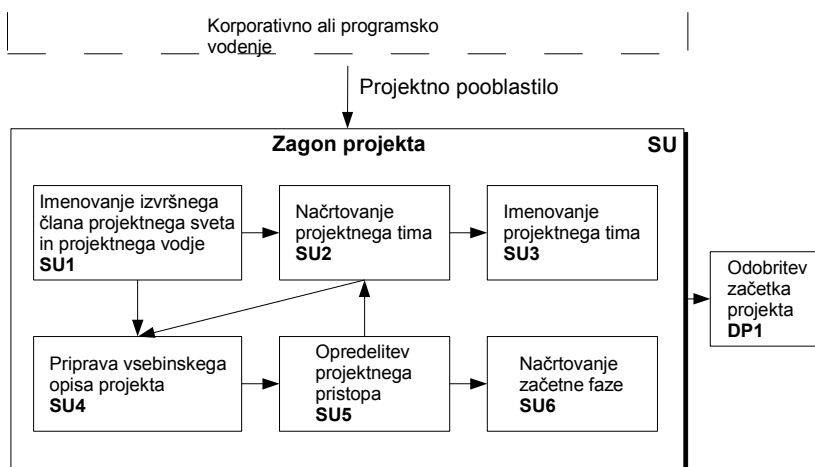 Korporativno ali programsko
vodenje
Projektno pooblastilo
Zagon projekta
SU
Imenovanje izvršnega
člana projektnega sveta
in projektnega vodje
SU1
Načrtovanje
projektnega tima
SU2
Imenovanje
projektnega tima
SU3
Odobritev
začetka
projekta
DP1
Priprava vsebinskega
opisa projekta
SU4
Opredelitev
projektnega
pristopa
SU5
Načrtovanje
začetne faze
SU6